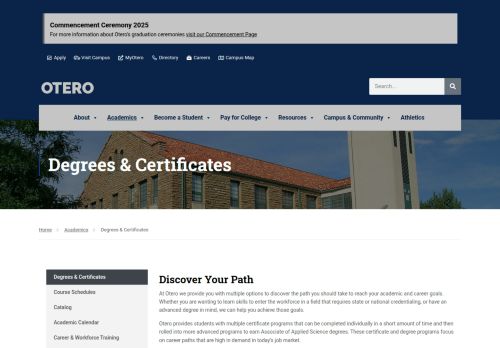 Commencement Ceremony 2025
For more information about Otero's graduation ceremonies visit our Commencement Page
Apply Visit Campus MyOtero Directory Careers Campus Map
OTERO
Search...
About Academics Become a Student Pay for College Resources Campus & Community Athletics
Degrees & Certificates
Home Academics Degrees & Certificates
Degrees & Certificates
Course Schedules
Catalog
Academic Calendar
Career & Workforce Training
Discover Your Path
At Otero we provide you with multiple options to discover the path you should take to reach your academic and career goals.
Whether you are wanting to learn skills to enter the workforce in a field that requires state or national credentialing, or have an
advanced degree in mind, we can help you achieve those goals.
Otero provides students with multiple certificate programs that can be completed individually in a short amount of time and then
rolled into more advanced programs to earn Associate of Applied Science degrees. These certificate and degree programs focus
on career paths that are high in demand in today's job market.